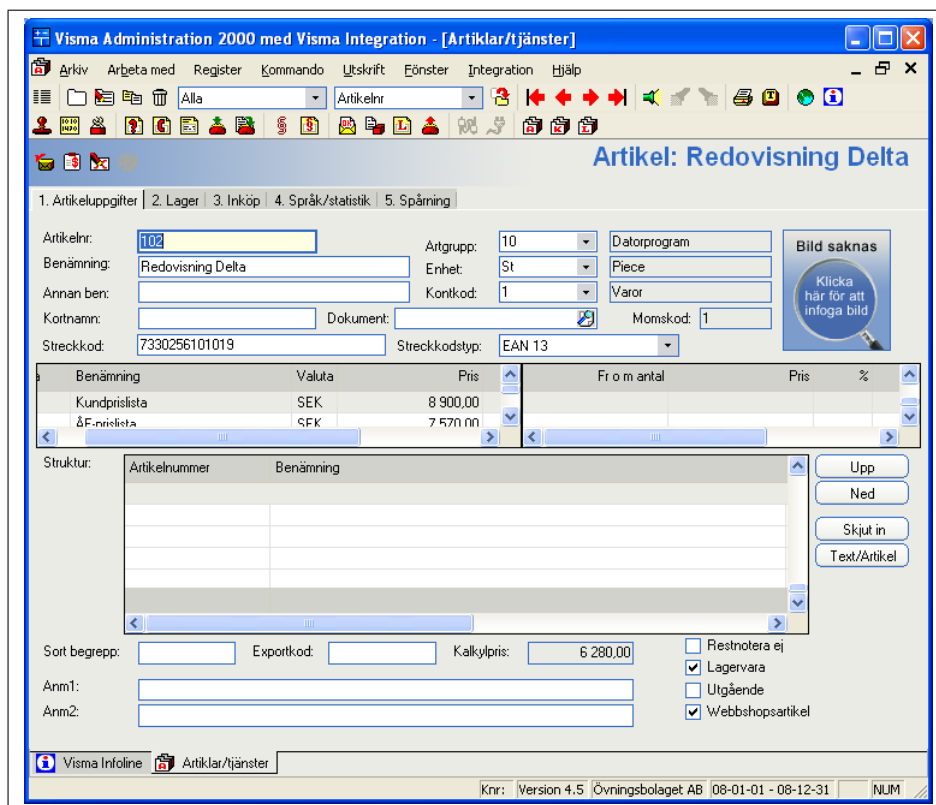 Visma Administration 2000 med Visma Integration - [Artiklar/tjänster]
Arkiv Arbeta med Register Kommando Utskrift Fönster Integration Hjälp
Alla Artikelnr
Artikel: Redovisning Delta
1. Artikeluppgifter 2. Lager 3. Inköp 4. Språk/statistik 5. Spårning
Artikelnr: 102 Artgrupp: 10 Datorprogram
Benämning: Redovisning Delta Enhet: St Piece
Annan ben: Kontkod: 1 Varor
Kortnamn: Dokument: Momskod: 1
Streckkod: 7330256101019 Streckkodstyp: EAN 13
Bild saknas
Klicka
här för att
infoga bild
Benämning Valuta Pris Fr o m antal Pris %
Kundprislista SEK 8 900,00
ÅF-prislista SEK 7 570,00
Struktur: Artikelnummer Benämning
Upp
Ned
Skjut in
Text/Artikel
Sort begrepp: Exportkod: Kalkylpris: 6 280,00
Restnotera ej
Lagervara
Utgående
Webbshopsartikel
Anm1:
Anm2:
Visma Infoline Artiklar/tjänster
Knr: Version 4.5 Övningsbolaget AB 08-01-01 - 08-12-31 NUM